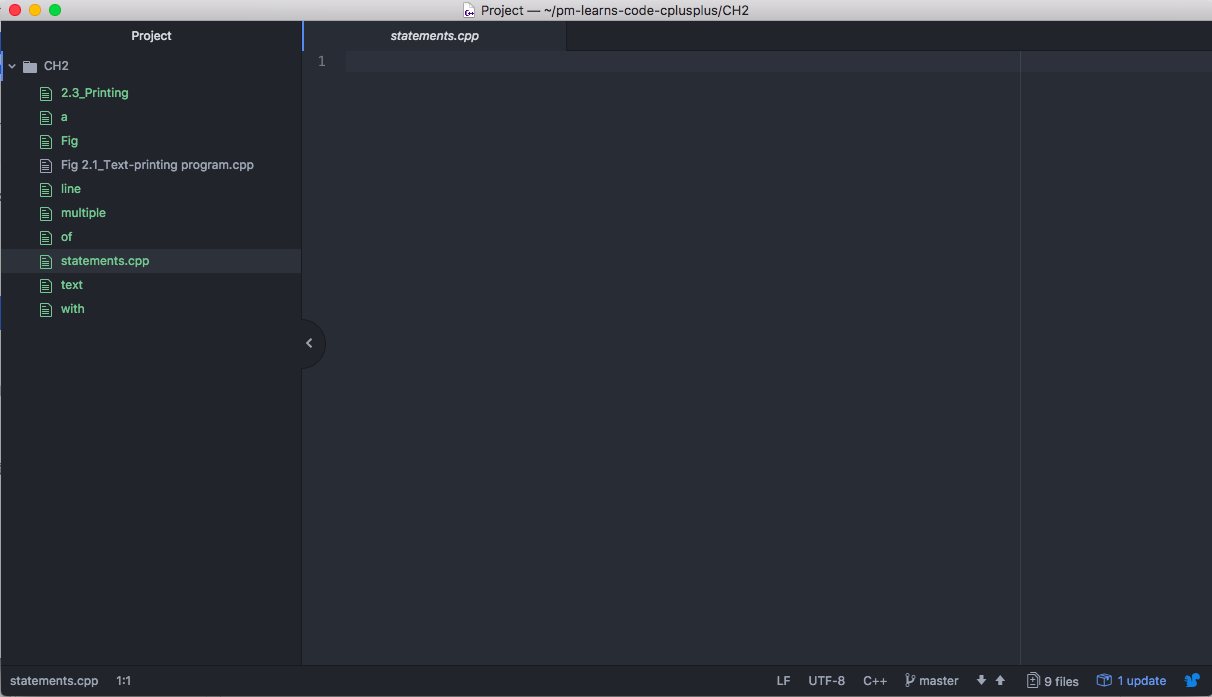 Project — ~/pm-learns-code-cplusplus/CH2
Project
statements.cpp
CH2
1
2.3_Printing
a
Fig
Fig 2.1_Text-printing program.cpp
line
multiple
of
statements.cpp
text
with
statements.cpp 1:1 LF UTF-8 C++ master 9 files 1 update